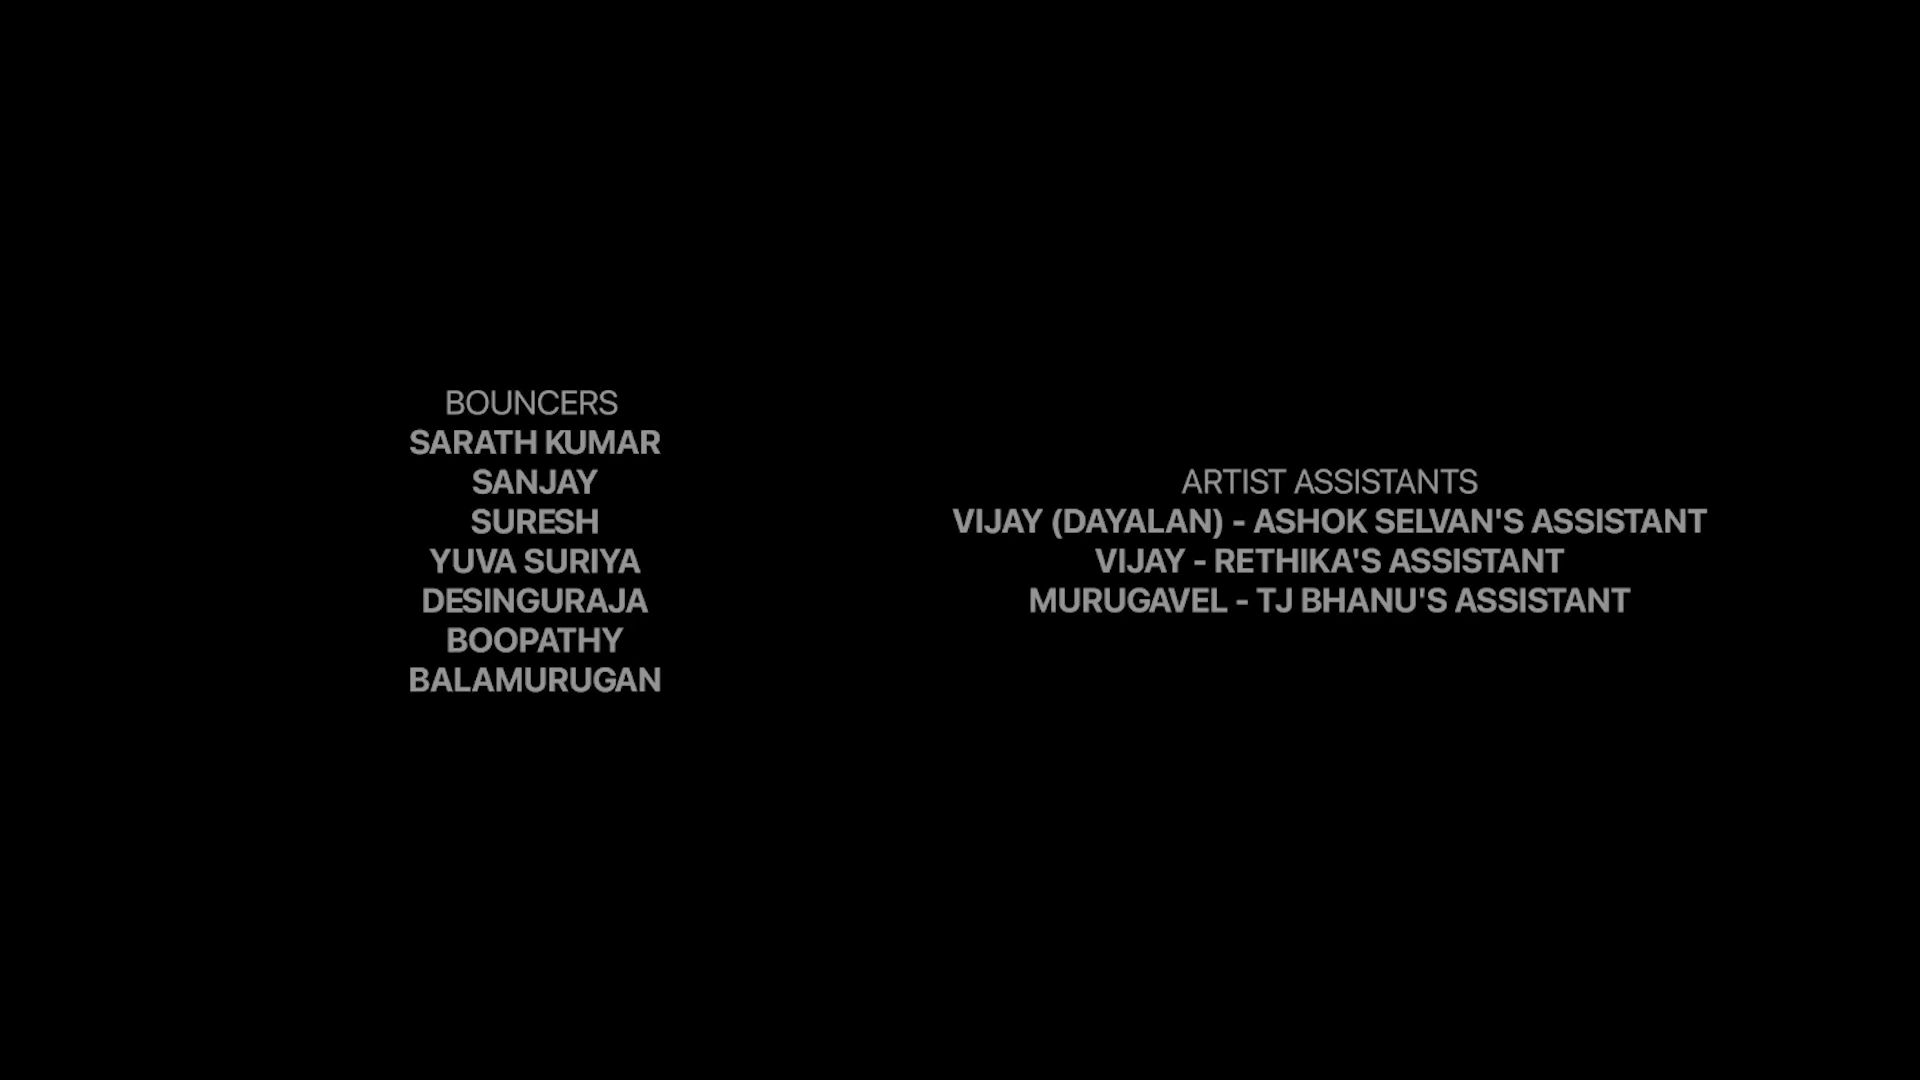 BOUNCERS
SARATH KUMAR
SANJAY
SURESH
YUVA SURIYA
DESINGURAJA
BOOPATHY
BALAMURUGAN
ARTIST ASSISTANTS
VIJAY (DAYALAN) - ASHOK SELVAN'S ASSISTANT
VIJAY - RETHIKA'S ASSISTANT
MURUGAVEL - TJ BHANU'S ASSISTANT